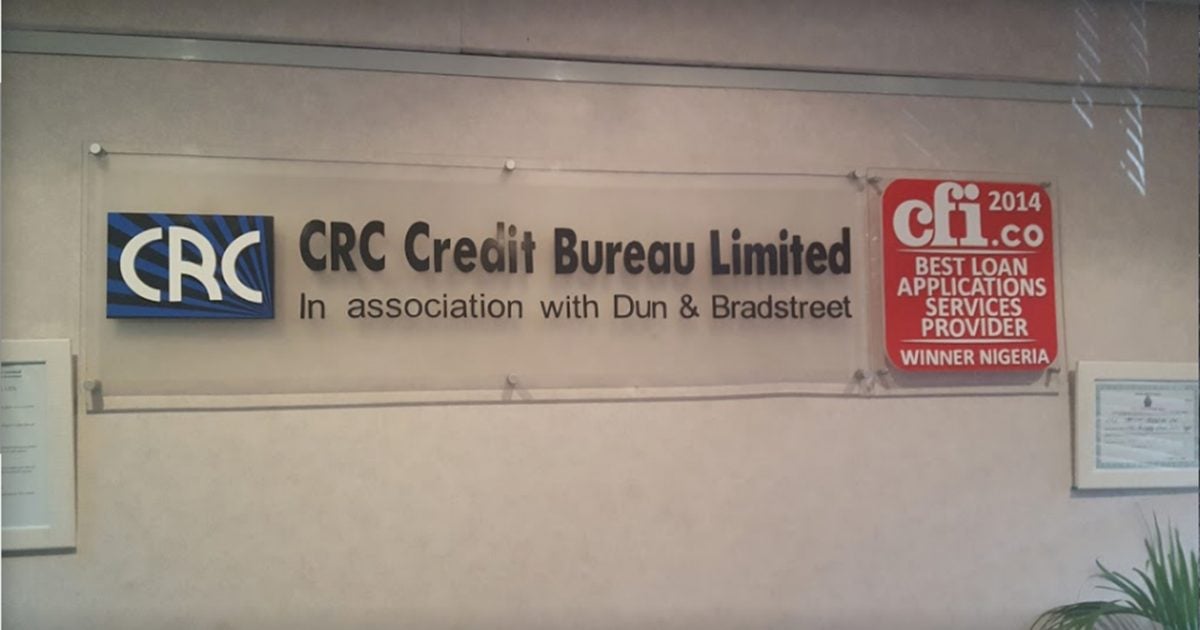 CRC
CRC Credit Bureau Limited
In association with Dun & Bradstreet
cfi.co
2014
BEST LOAN
APPLICATIONS
SERVICES
PROVIDER
WINNER NIGERIA